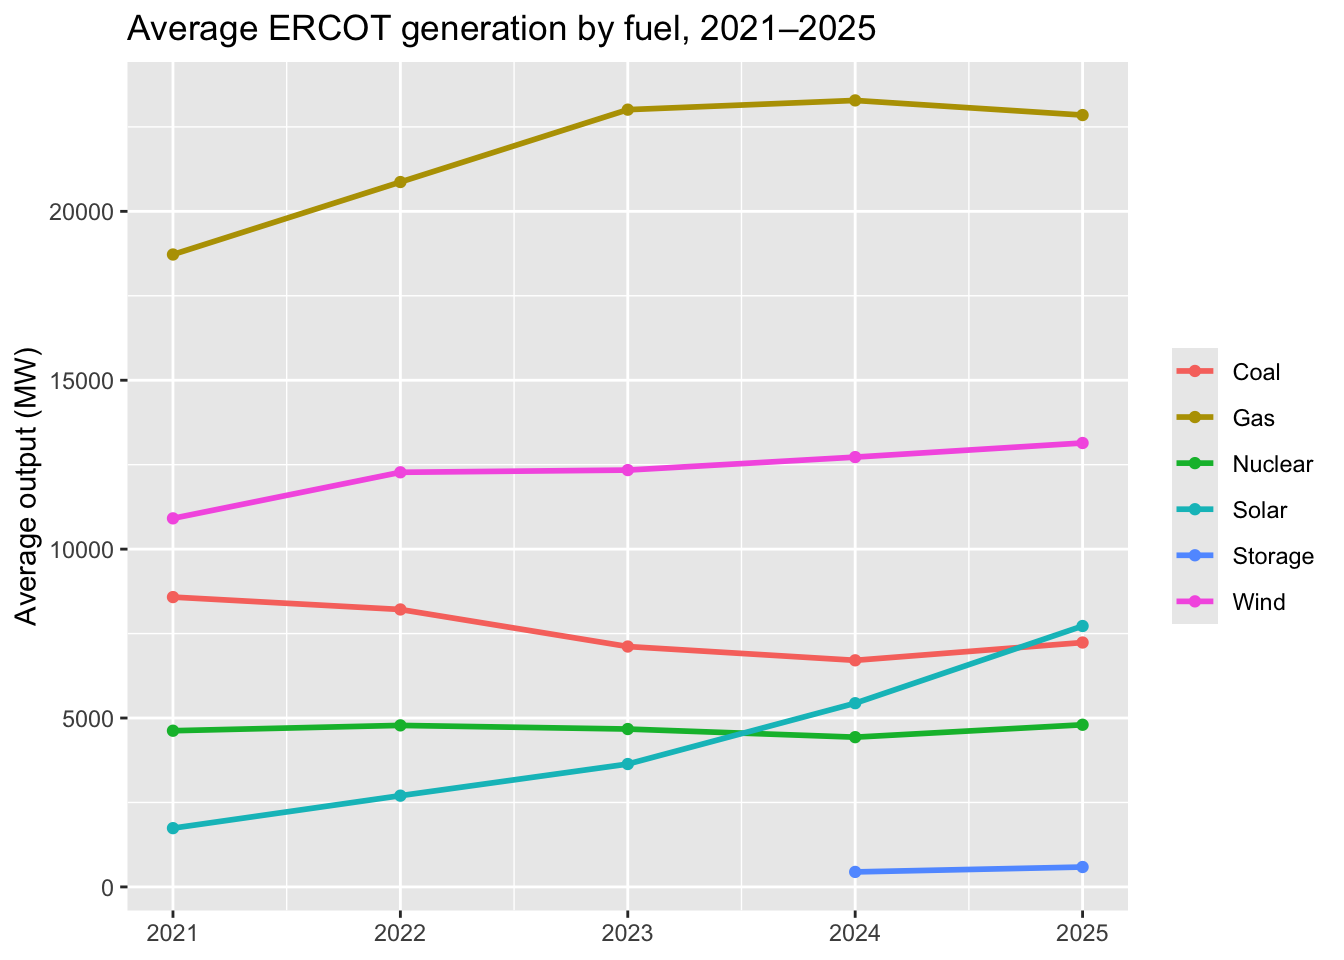 Average ERCOT generation by fuel, 2021–2025
Average output (MW)
20000
15000
10000
5000
0
2021 2022 2023 2024 2025
Coal
Gas
Nuclear
Solar
Storage
Wind